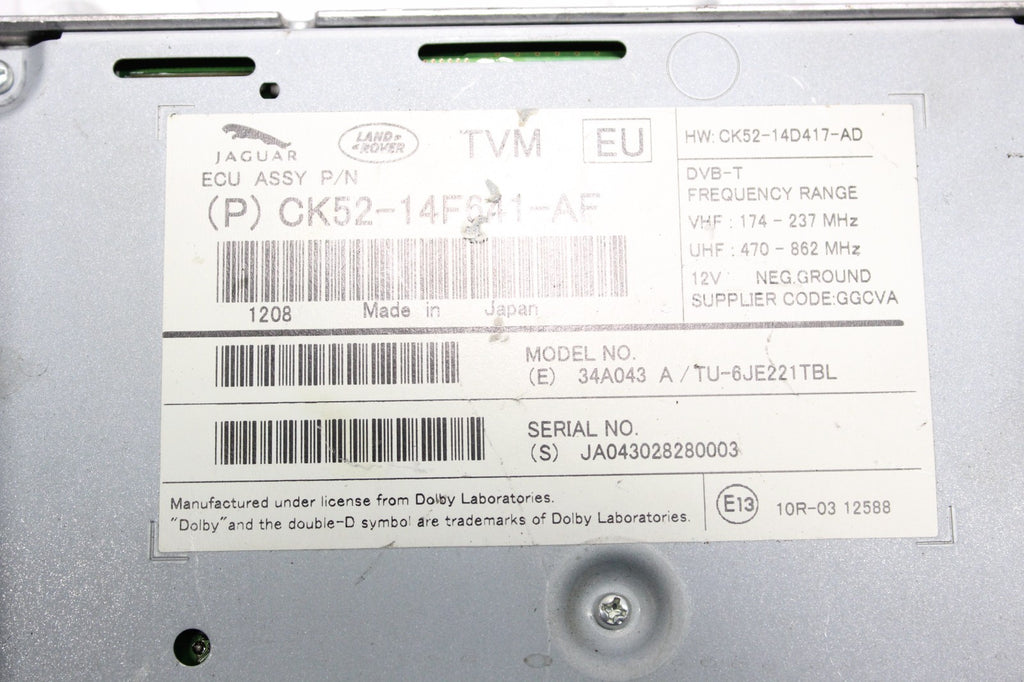 JAGUAR
LAND ROVER
TVM
EU
ECU ASSY P/N
(P) CK52-14F641-AF
1208 Made in Japan
HW: CK52-14D417-AD
DVB-T
FREQUENCY RANGE
VHF : 174 - 237 MHz
UHF : 470 - 862 MHz
12V NEG.GROUND
SUPPLIER CODE:GGCVA
MODEL NO.
(E) 34A043 A / TU-6JE221TBL
SERIAL NO.
(S) JA043028280003
Manufactured under license from Dolby Laboratories.
"Dolby" and the double-D symbol are trademarks of Dolby Laboratories.
E13 10R-03 12588